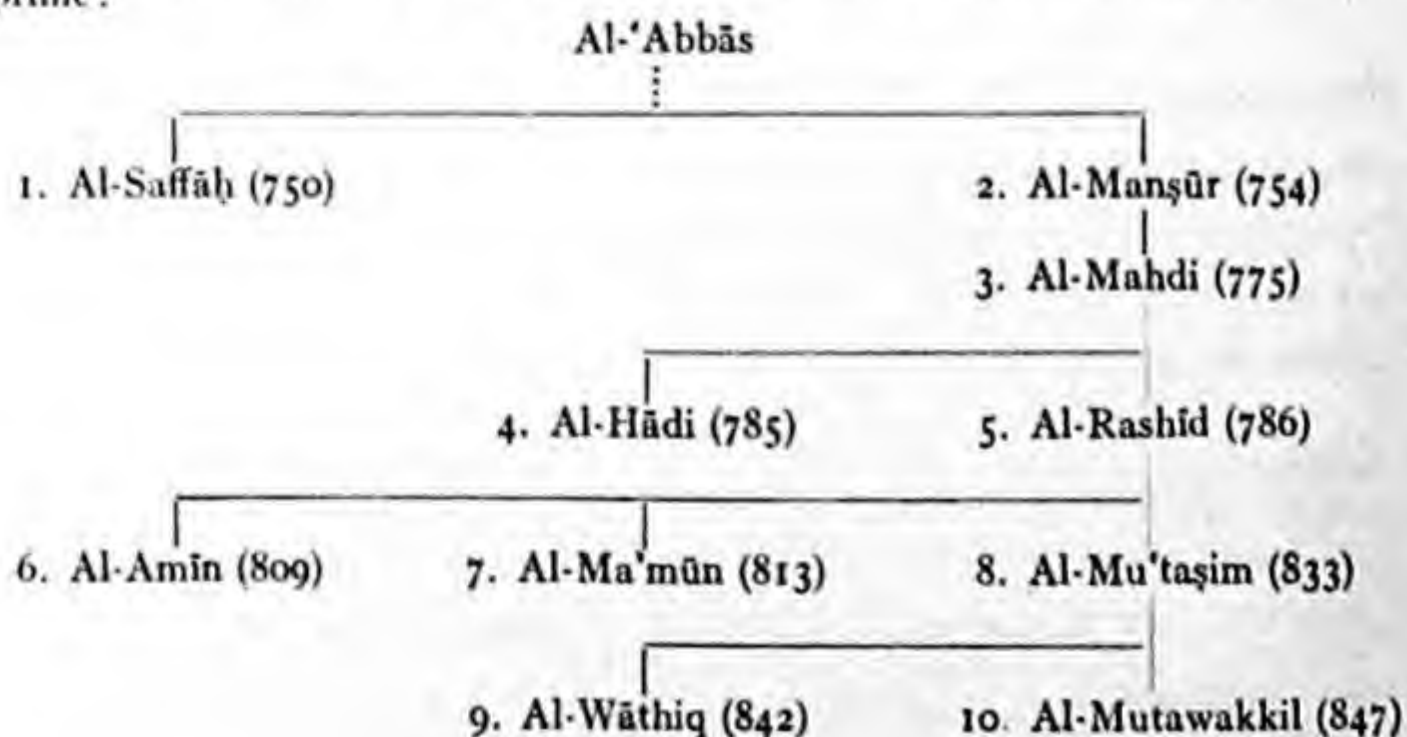 Al-‘Abbās
1. Al-Saffāḥ (750) 2. Al-Manṣūr (754)
3. Al-Mahdi (775)
4. Al-Hādi (785) 5. Al-Rashīd (786)
6. Al-Amīn (809) 7. Al-Ma'mūn (813) 8. Al-Mu‘taṣim (833)
9. Al-Wāthiq (842) 10. Al-Mutawakkil (847)